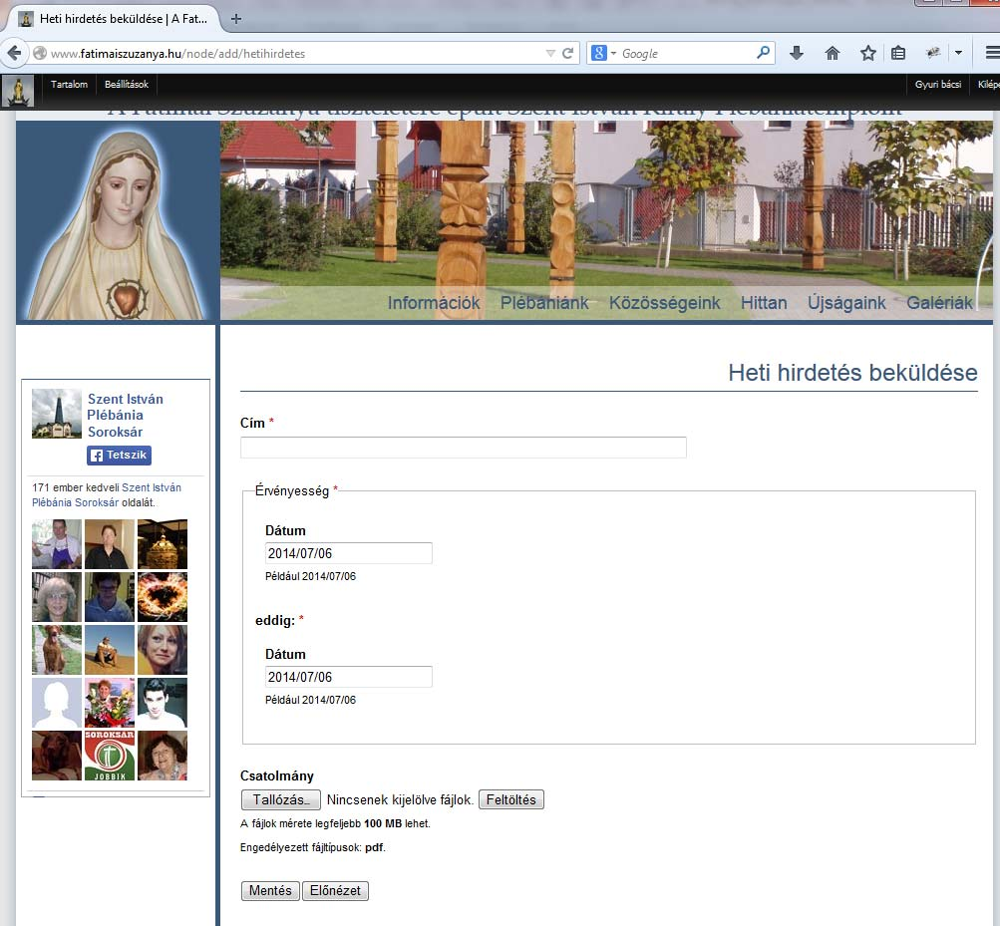 Heti hirdetés beküldése | A Fat...
www.fatimaiszuzanya.hu/node/add/hetihirdetes
Google
Tartalom
Beállítások
Gyuri bácsi
Kilépe
A Fatimai Szűzanya tiszteletére épült Szent István Király Plébániatemplom
Információk
Plébániánk
Közösségeink
Hittan
Újságaink
Galériák
Szent István
Plébánia
Soroksár
Tetszik
171 ember kedveli Szent István
Plébánia Soroksár oldalát.
SOROKSÁR
JOBBIK
Heti hirdetés beküldése
Cím *
Érvényesség *
Dátum
2014/07/06
Például 2014/07/06
eddig: *
Dátum
2014/07/06
Például 2014/07/06
Csatolmány
Tallózás...
Nincsenek kijelölve fájlok.
Feltöltés
A fájlok mérete legfeljebb 100 MB lehet.
Engedélyezett fájltípusok: pdf.
Mentés
Előnézet